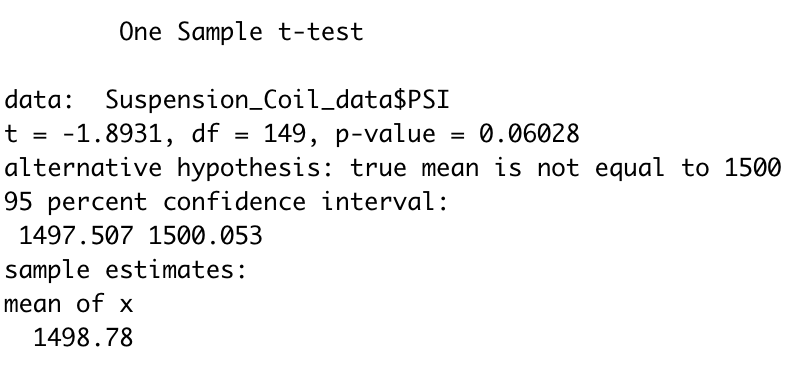 One Sample t-test
data:  Suspension_Coil_data$PSI
t = -1.8931, df = 149, p-value = 0.06028
alternative hypothesis: true mean is not equal to 1500
95 percent confidence interval:
1497.507 1500.053
sample estimates:
mean of x
1498.78